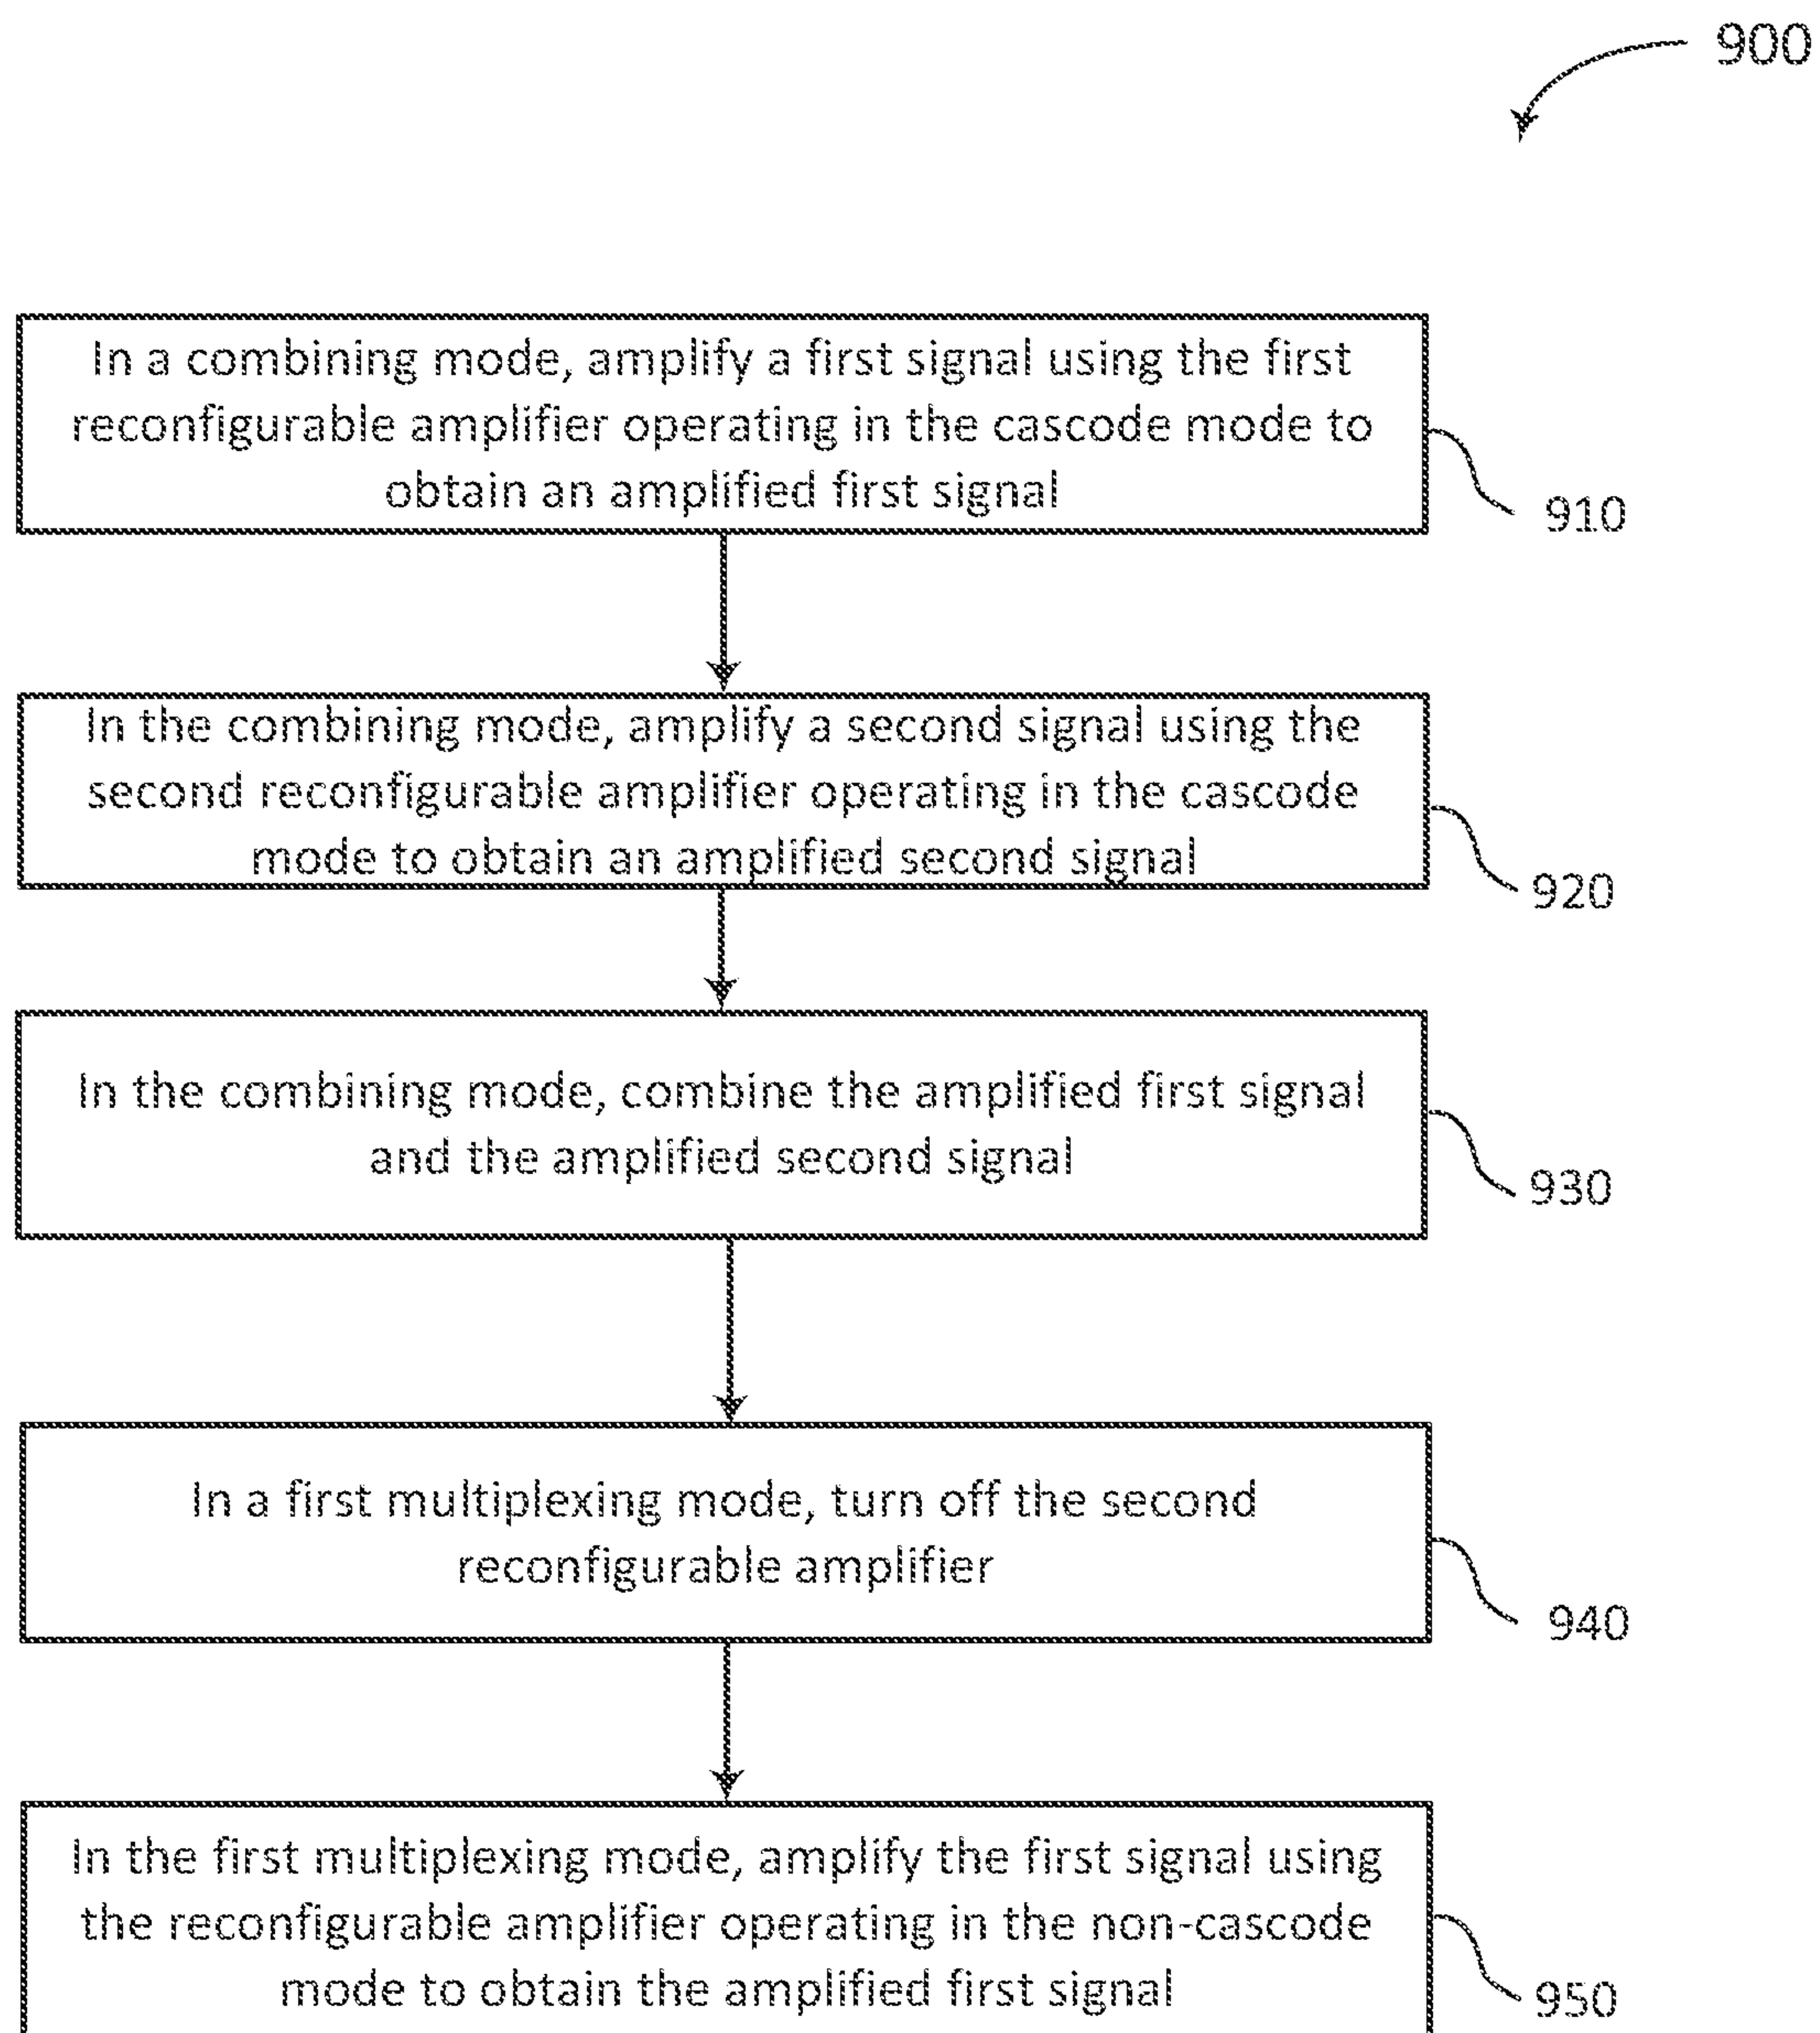 900
In a combining mode, amplify a first signal using the first
reconfigurable amplifier operating in the cascode mode to
obtain an amplified first signal
910
In the combining mode, amplify a second signal using the
second reconfigurable amplifier operating in the cascode
mode to obtain an amplified second signal
920
In the combining mode, combine the amplified first signal
and the amplified second signal
930
In a first multiplexing mode, turn off the second
reconfigurable amplifier
940
In the first multiplexing mode, amplify the first signal using
the reconfigurable amplifier operating in the non-cascode
mode to obtain the amplified first signal
950